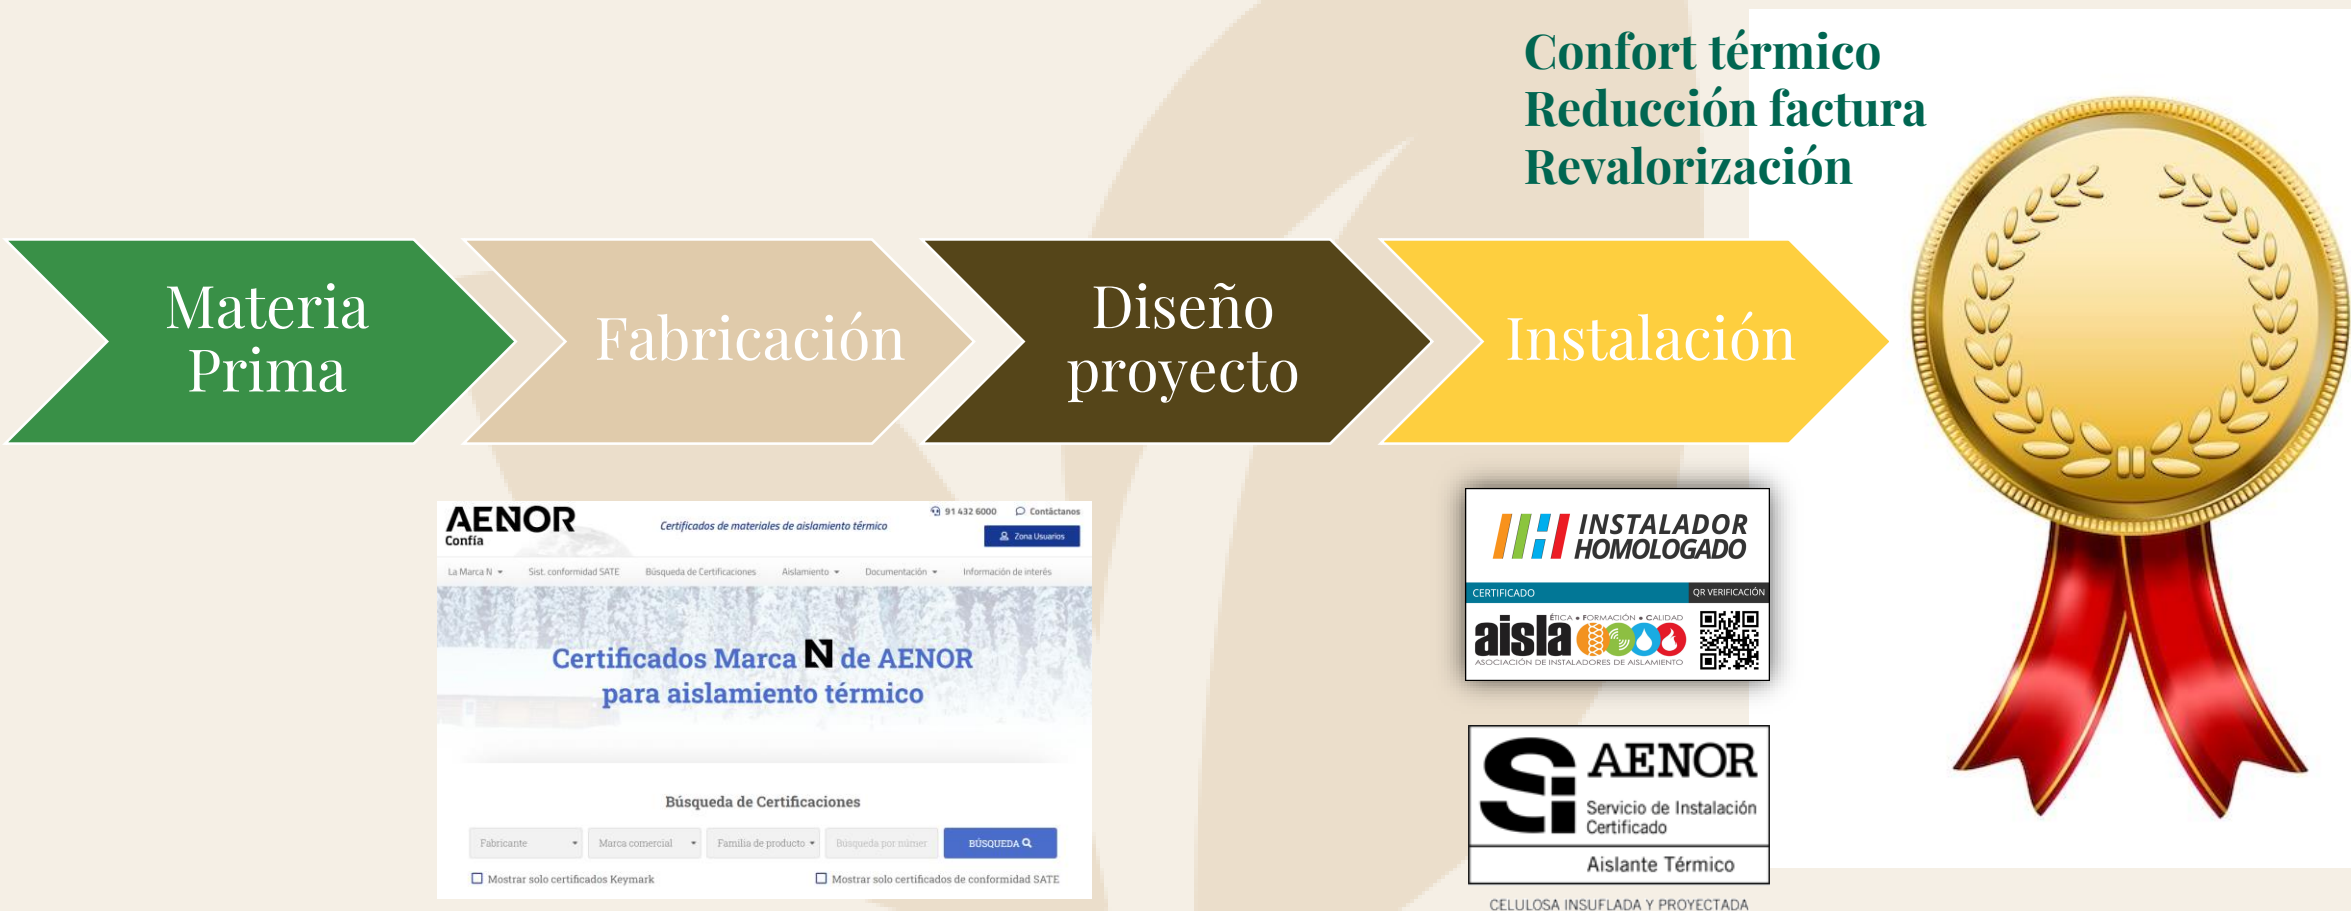 Confort térmico
Reducción factura
Revalorización
Materia
Prima
Fabricación
Diseño
proyecto
Instalación
AENOR
Confía
Certificados de materiales de aislamiento térmico
91 432 6000
Contáctanos
Zona Usuarios
La Marca N
Sist. conformidad SATE
Búsqueda de Certificaciones
Aislamiento
Documentación
Información de interés
Certificados Marca N de AENOR
para aislamiento térmico
Búsqueda de Certificaciones
Fabricante
Marca comercial
Familia de producto
Búsqueda por númer
BÚSQUEDA
Mostrar solo certificados Keymark
Mostrar solo certificados de conformidad SATE
INSTALADOR
HOMOLOGADO
CERTIFICADO
QR VERIFICACIÓN
ÉTICA • FORMACIÓN • CALIDAD
aisla
ASOCIACIÓN DE INSTALADORES DE AISLAMIENTO
Si
AENOR
Servicio de Instalación
Certificado
Aislante Térmico
CELULOSA INSUFLADA Y PROYECTADA